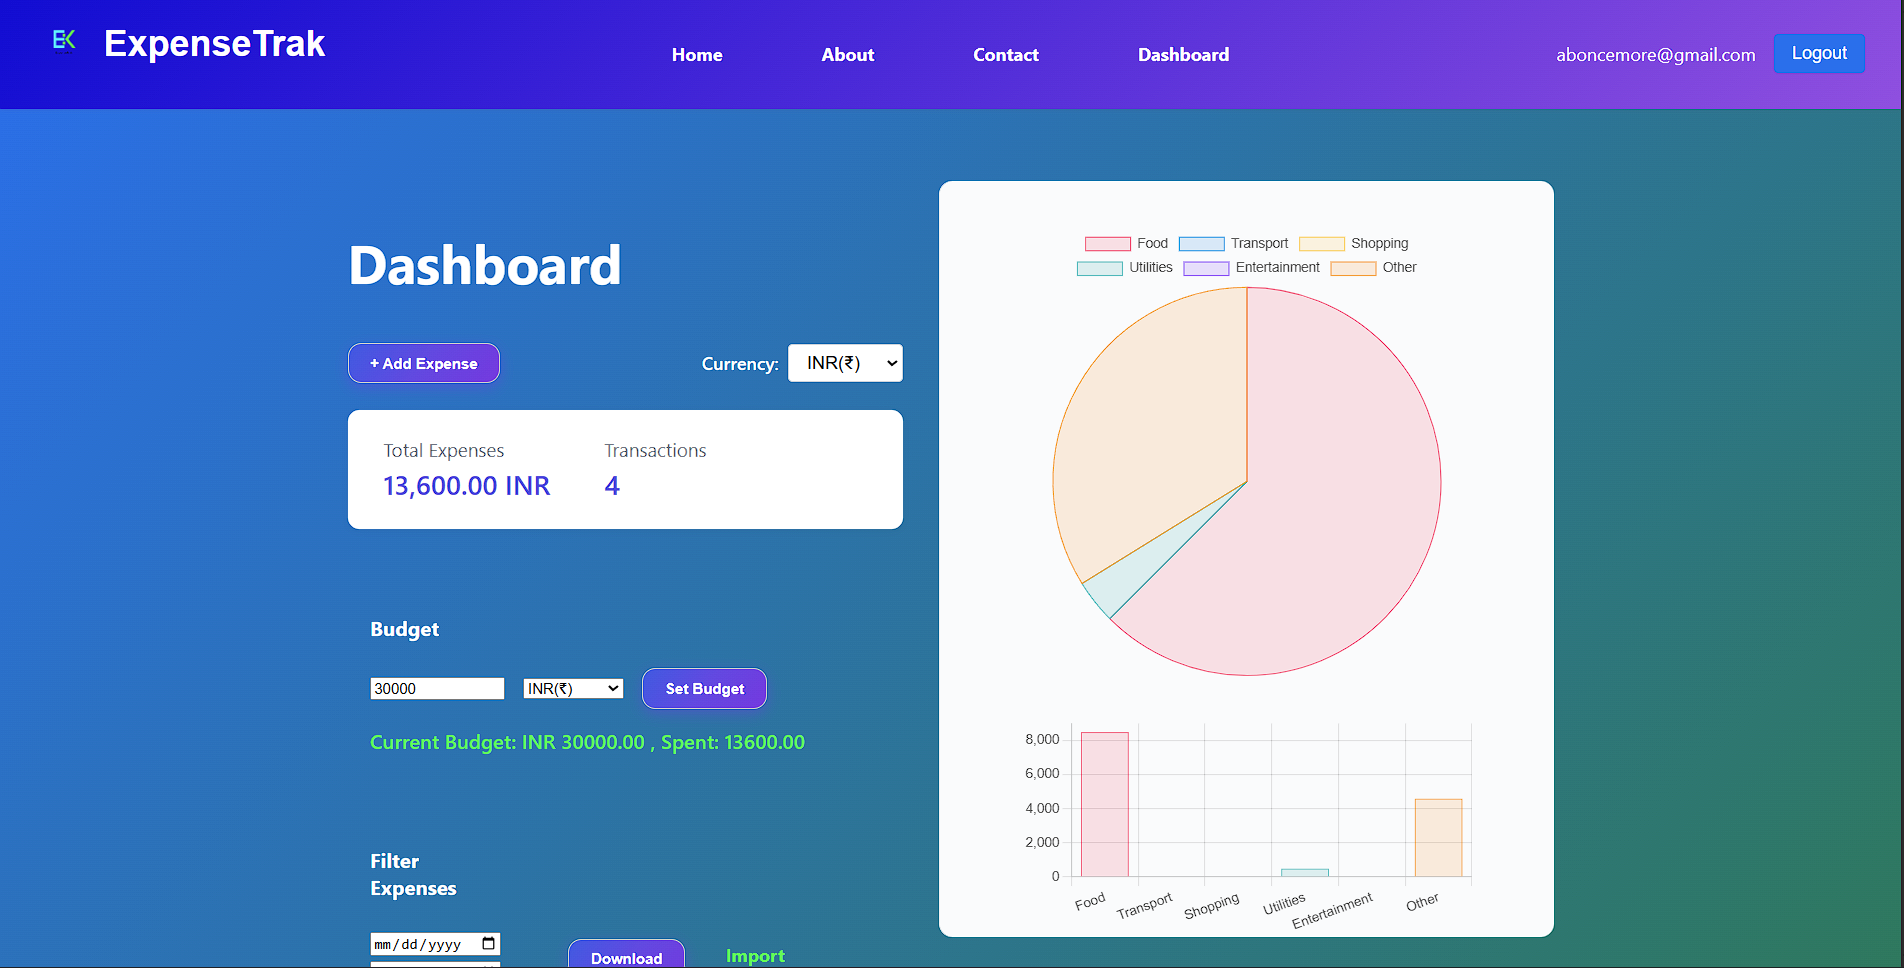 EK ExpenseTrak
Home About Contact Dashboard
aboncemore@gmail.com Logout
Dashboard
+ Add Expense
Currency: INR(₹)
Total Expenses Transactions
13,600.00 INR 4
Budget
30000 INR(₹) Set Budget
Current Budget: INR 30000.00 , Spent: 13600.00
Filter
Expenses
mm/dd/yyyy
Download
Import
Food Transport Shopping
Utilities Entertainment Other
8,000
6,000
4,000
2,000
0
Food Transport Shopping Utilities Entertainment Other